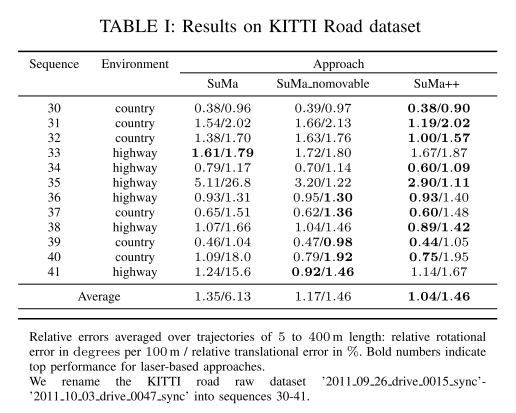 TABLE I: Results on KITTI Road dataset
Sequence Environment Approach
SuMa SuMa_nomovable SuMa++
30 country 0.38/0.96 0.39/0.97 0.38/0.90
31 country 1.54/2.02 1.66/2.13 1.19/2.02
32 country 1.38/1.70 1.63/1.76 1.00/1.57
33 highway 1.61/1.79 1.72/1.80 1.67/1.87
34 highway 0.79/1.17 0.70/1.14 0.60/1.09
35 highway 5.11/26.8 3.20/1.22 2.90/1.11
36 highway 0.93/1.31 0.95/1.30 0.93/1.40
37 country 0.65/1.51 0.62/1.36 0.60/1.48
38 highway 1.07/1.66 1.04/1.46 0.89/1.42
39 country 0.46/1.04 0.47/0.98 0.44/1.05
40 country 1.09/18.0 0.79/1.92 0.75/1.95
41 highway 1.24/15.6 0.92/1.46 1.14/1.67
Average 1.35/6.13 1.17/1.46 1.04/1.46
Relative errors averaged over trajectories of 5 to 400 m length: relative rotational
error in degrees per 100 m / relative translational error in %. Bold numbers indicate
top performance for laser-based approaches.
We rename the KITTI road raw dataset '2011_09_26_drive_0015_sync'-
'2011_10_03_drive_0047_sync' into sequences 30-41.